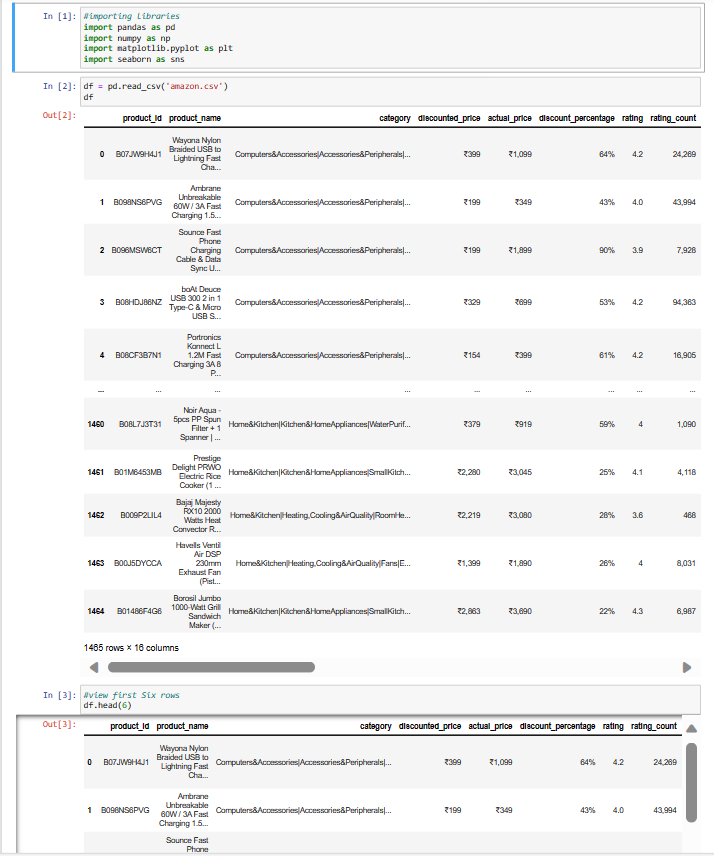 In [1]: #importing libraries
import pandas as pd
import numpy as np
import matplotlib.pyplot as plt
import seaborn as sns
In [2]: df = pd.read_csv('amazon.csv')
df
Out[2]:
product_id product_name category discounted_price actual_price discount_percentage rating rating_count
0 B07JW9H4J1 Wayona Nylon Braided USB to Lightning Fast Cha... Computers&Accessories|Accessories&Peripherals|... ₹399 ₹1,099 64% 4.2 24,269
1 B098NS6PVG Ambrane Unbreakable 60W / 3A Fast Charging 1.5... Computers&Accessories|Accessories&Peripherals|... ₹199 ₹349 43% 4.0 43,994
2 B096MSW6CT Sounce Fast Phone Charging Cable & Data Sync U... Computers&Accessories|Accessories&Peripherals|... ₹199 ₹1,899 90% 3.9 7,928
3 B08HDJ86NZ boAt Deuce USB 300 2 in 1 Type-C & Micro USB S... Computers&Accessories|Accessories&Peripherals|... ₹329 ₹699 53% 4.2 94,363
4 B08CF3B7N1 Portronics Konnect L 1.2M Fast Charging 3A 8 P... Computers&Accessories|Accessories&Peripherals|... ₹154 ₹399 61% 4.2 16,905
... ... ... ... ... ... ... ... ...
1460 B08L7J3T31 Noir Aqua - 5pcs PP Spun Filter + 1 Spanner | ... Home&Kitchen|Kitchen&HomeAppliances|WaterPurif... ₹379 ₹919 59% 4 1,090
1461 B01M6453MB Prestige Delight PRWO Electric Rice Cooker (1 ... Home&Kitchen|Kitchen&HomeAppliances|SmallKitch... ₹2,280 ₹3,045 25% 4.1 4,118
1462 B009P2LIL4 Bajaj Majesty RX10 2000 Watts Heat Convector R... Home&Kitchen|Heating,Cooling&AirQuality|RoomHe... ₹2,219 ₹3,080 28% 3.6 468
1463 B00J5DYCCA Havells Ventil Air DSP 230mm Exhaust Fan (Pist... Home&Kitchen|Heating,Cooling&AirQuality|Fans|E... ₹1,399 ₹1,890 26% 4 8,031
1464 B01486F4G6 Borosil Jumbo 1000-Watt Grill Sandwich Maker (... Home&Kitchen|Kitchen&HomeAppliances|SmallKitch... ₹2,863 ₹3,690 22% 4.3 6,987
1465 rows × 16 columns
In [3]: #view first Six rows
df.head(6)
Out[3]:
product_id product_name category discounted_price actual_price discount_percentage rating rating_count
0 B07JW9H4J1 Wayona Nylon Braided USB to Lightning Fast Cha... Computers&Accessories|Accessories&Peripherals|... ₹399 ₹1,099 64% 4.2 24,269
1 B098NS6PVG Ambrane Unbreakable 60W / 3A Fast Charging 1.5... Computers&Accessories|Accessories&Peripherals|... ₹199 ₹349 43% 4.0 43,994
Sounce Fast
Phone